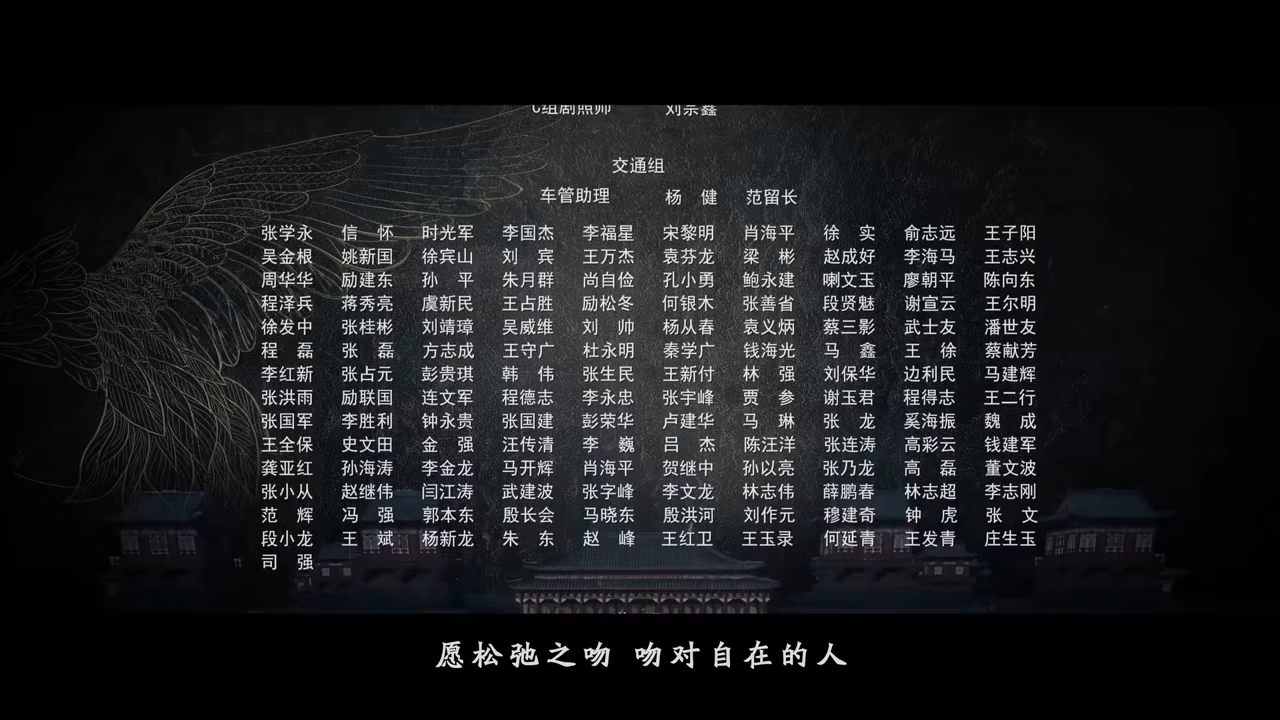 C组剧照师 刘宗鑫
交通组
车管助理 杨 健 范留长
张学永 信 怀 时光军 李国杰 李福星 宋黎明 肖海平 徐 实 俞志远 王子阳
吴金根 姚新国 徐宾山 刘 宾 王万杰 袁芬龙 梁 彬 赵成好 李海马 王志兴
周华华 励建东 孙 平 朱月群 尚自俭 孔小勇 鲍永建 喇文玉 廖朝平 陈向东
程泽兵 蒋秀亮 虞新民 王占胜 励松冬 何银木 张善省 段贤魅 谢宣云 王尔明
徐发中 张桂彬 刘靖璋 吴威维 刘 帅 杨从春 袁义炳 蔡三影 武士友 潘世友
程 磊 张 磊 方志成 王守广 杜永明 秦学广 钱海光 马 鑫 王 徐 蔡献芳
李红新 张占元 彭贵琪 韩 伟 张生民 王新付 林 强 刘保华 边利民 马建辉
张洪雨 励联国 连文军 程德志 李永忠 张宇峰 贾 参 谢玉君 程得志 王二行
张国军 李胜利 钟永贵 张国建 彭荣华 卢建华 马 琳 张 龙 奚海振 魏 成
王全保 史文田 金 强 汪传清 李 巍 吕 杰 陈汪洋 张连涛 高彩云 钱建军
龚亚红 孙海涛 李金龙 马开辉 肖海平 贺继中 孙以亮 张乃龙 高 磊 董文波
张小从 赵继伟 闫江涛 武建波 张字峰 李文龙 林志伟 薛鹏春 林志超 李志刚
范 辉 冯 强 郭本东 殷长会 马晓东 殷洪河 刘作元 穆建奇 钟 虎 张 文
段小龙 王 斌 杨新龙 朱 东 赵 峰 王红卫 王玉录 何延青 王发青 庄生玉
司 强
愿松弛之吻 吻对自在的人